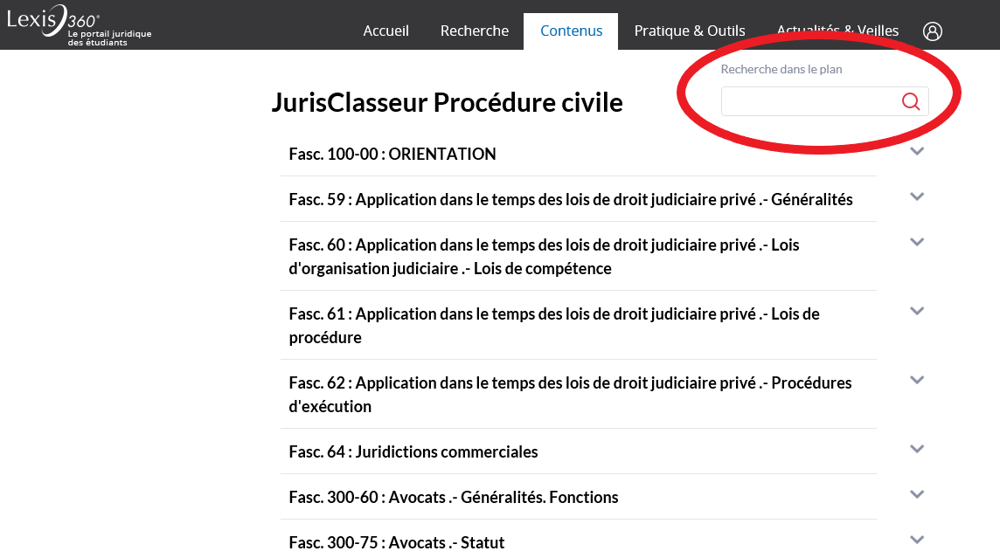 Lexis 360®
Le portail juridique
des étudiants
Accueil Recherche Contenus Pratique & Outils Actualités & Veilles
Recherche dans le plan
JurisClasseur Procédure civile
Fasc. 100-00 : ORIENTATION
Fasc. 59 : Application dans le temps des lois de droit judiciaire privé .- Généralités
Fasc. 60 : Application dans le temps des lois de droit judiciaire privé .- Lois
d'organisation judiciaire .- Lois de compétence
Fasc. 61 : Application dans le temps des lois de droit judiciaire privé .- Lois de
procédure
Fasc. 62 : Application dans le temps des lois de droit judiciaire privé .- Procédures
d'exécution
Fasc. 64 : Juridictions commerciales
Fasc. 300-60 : Avocats .- Généralités. Fonctions
Fasc. 300-75 : Avocats .- Statut